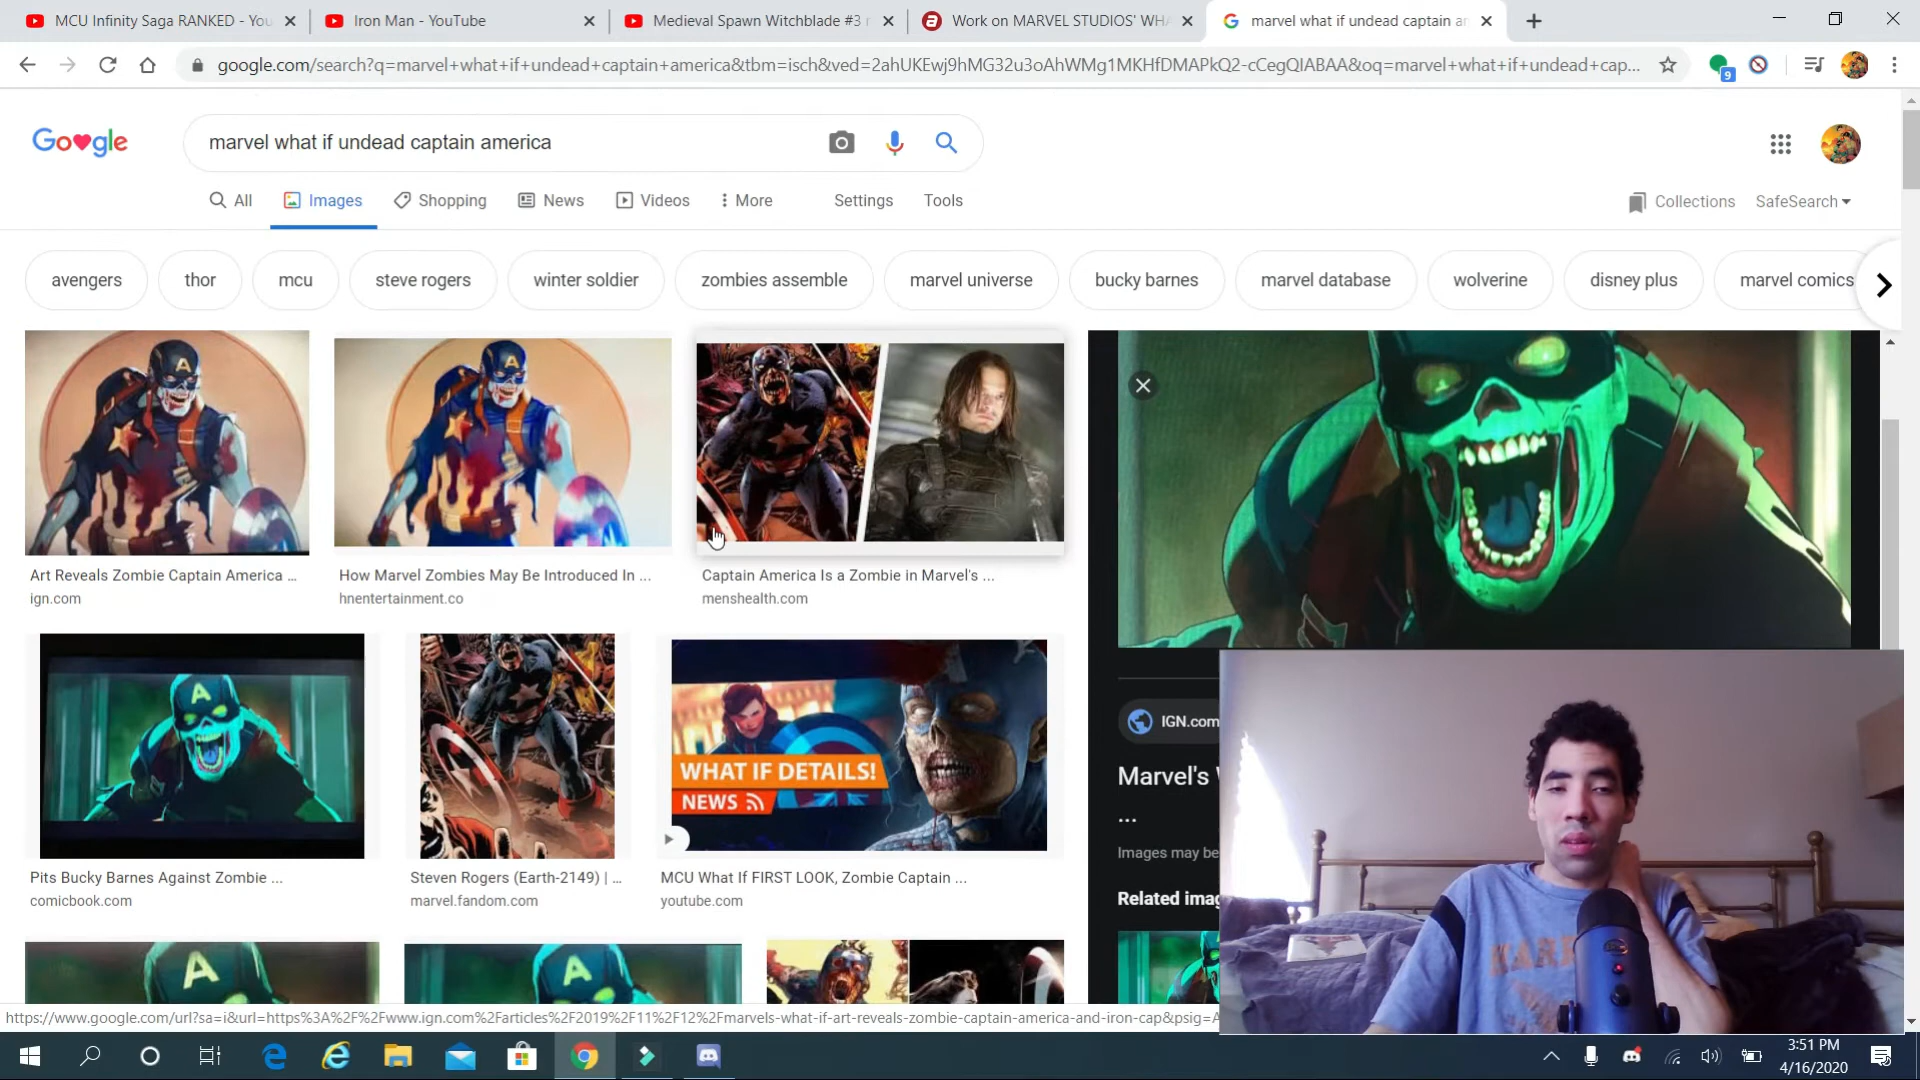 MCU Infinity Saga RANKED - You
Iron Man - YouTube
Medieval Spawn Witchblade #3 r
Work on MARVEL STUDIOS' WHA
marvel what if undead captain a
google.com/search?q=marvel+what+if+undead+captain+america&tbm=isch&ved=2ahUKEwj9hMG32u3oAhWMg1MKHfDMAPkQ2-cCegQIABAA&oq=marvel+what+if+undead+cap...
9
Google
marvel what if undead captain america
All
Images
Shopping
News
Videos
More
Settings
Tools
Collections
SafeSearch
avengers
thor
mcu
steve rogers
winter soldier
zombies assemble
marvel universe
bucky barnes
marvel database
wolverine
disney plus
marvel comics
Art Reveals Zombie Captain America ...
ign.com
How Marvel Zombies May Be Introduced In ...
hnentertainment.co
Captain America Is a Zombie in Marvel's ...
menshealth.com
A
WHAT IF DETAILS!
NEWS
IGN.com
Marvel's
...
Images may be
Related imag
Pits Bucky Barnes Against Zombie ...
comicbook.com
Steven Rogers (Earth-2149) | ...
marvel.fandom.com
MCU What If FIRST LOOK, Zombie Captain ...
youtube.com
A
A
https://www.google.com/url?sa=i&url=https%3A%2F%2Fwww.ign.com%2Farticles%2F2019%2F11%2F12%2Fmarvels-what-if-art-reveals-zombie-captain-america-and-iron-cap&psig=A
3:51 PM
4/16/2020